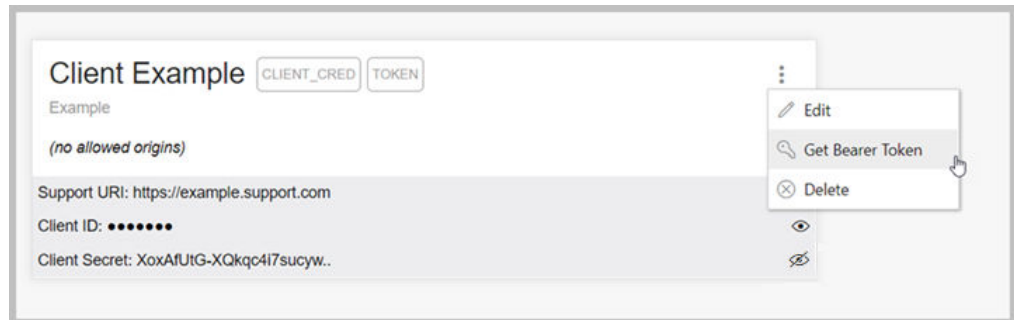 Client Example CLIENT_CRED TOKEN
Example
(no allowed origins)
Edit
Get Bearer Token
Delete
Support URI: https://example.support.com
Client ID: ●●●●●●●
Client Secret: XoxAfUtG-XQkqc4i7sucyw..